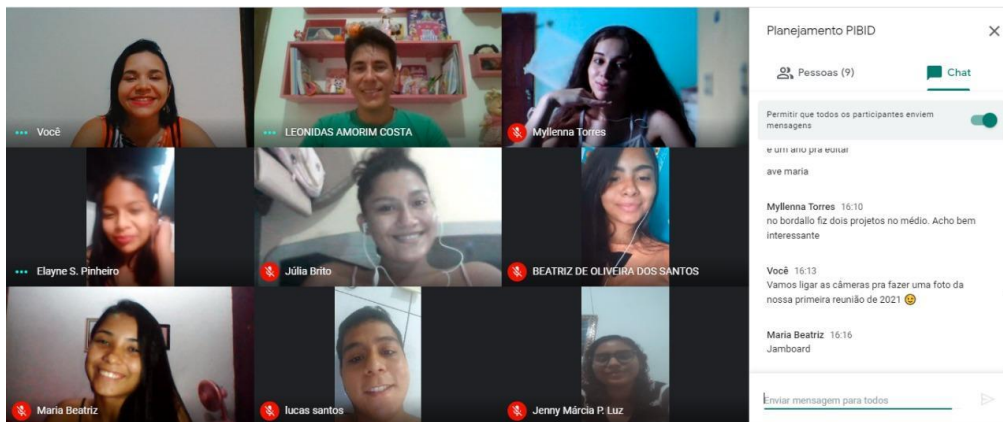 Você
LEONIDAS AMORIM COSTA
Myllenna Torres
Elayne S. Pinheiro
Júlia Brito
BEATRIZ DE OLIVEIRA DOS SANTOS
Maria Beatriz
lucas santos
Jenny Márcia P. Luz
Planejamento PIBID
Pessoas (9)
Chat
Permitir que todos os participantes enviem
mensagens
e um ano pra editar
ave maria
Myllenna Torres 16:10
no bordallo fiz dois projetos no médio. Acho bem
interessante
Você 16:13
Vamos ligar as câmeras pra fazer uma foto da
nossa primeira reunião de 2021 😉
Maria Beatriz 16:16
Jamboard
Enviar mensagem para todos